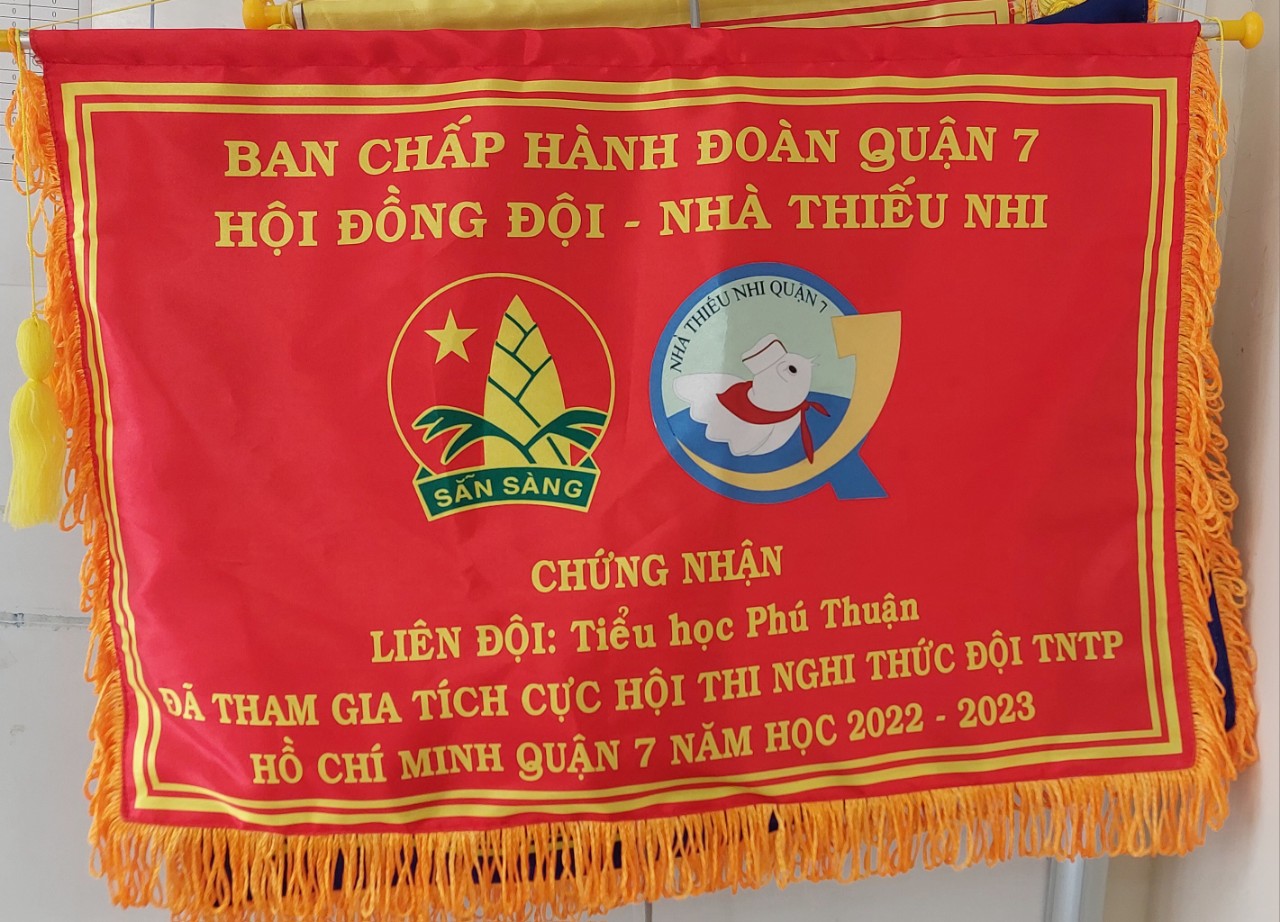 BAN CHẤP HÀNH ĐOÀN QUẬN 7
HỘI ĐỒNG ĐỘI - NHÀ THIẾU NHI
SẴN SÀNG
NHÀ THIẾU NHI QUẬN 7
CHỨNG NHẬN
LIÊN ĐỘI: Tiểu học Phú Thuận
ĐÃ THAM GIA TÍCH CỰC HỘI THI NGHI THỨC ĐỘI TNTP
HỒ CHÍ MINH QUẬN 7 NĂM HỌC 2022 - 2023